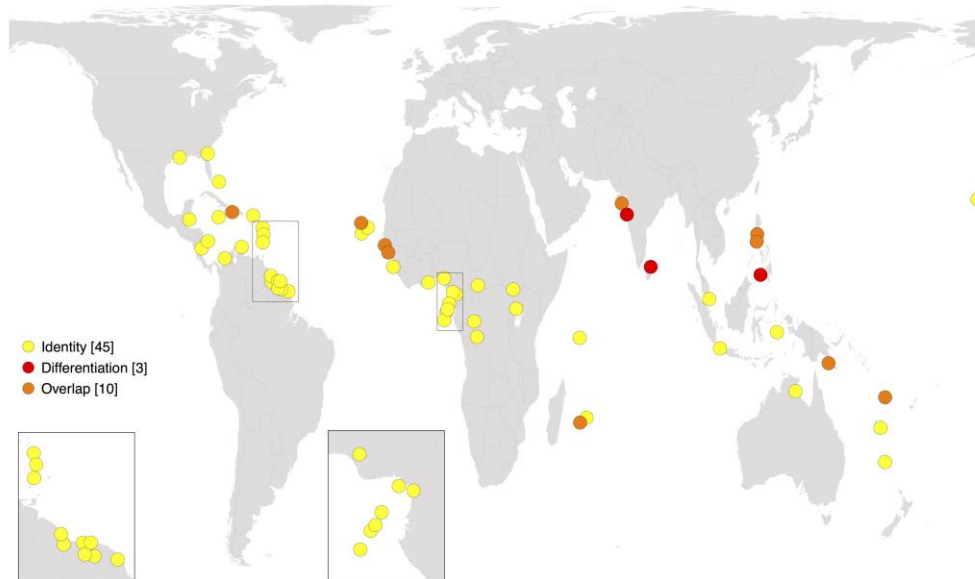 Identity [45]
Differentiation [3]
Overlap [10]